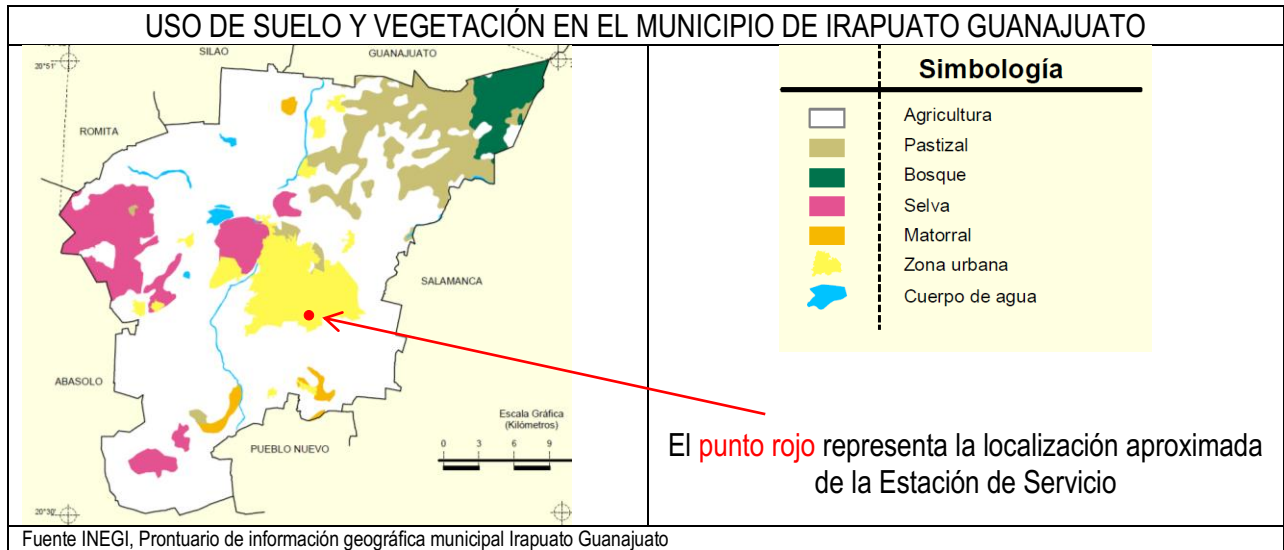 USO DE SUELO Y VEGETACIÓN EN EL MUNICIPIO DE IRAPUATO GUANAJUATO
SILAO
GUANAJUATO
20°51'
ROMITA
SALAMANCA
ABASOLO
PUEBLO NUEVO
Escala Gráfica
(Kilómetros)
0 3 6 9
20°30'
Simbología
Agricultura
Pastizal
Bosque
Selva
Matorral
Zona urbana
Cuerpo de agua
El punto rojo representa la localización aproximada
de la Estación de Servicio
Fuente INEGI, Prontuario de información geográfica municipal Irapuato Guanajuato